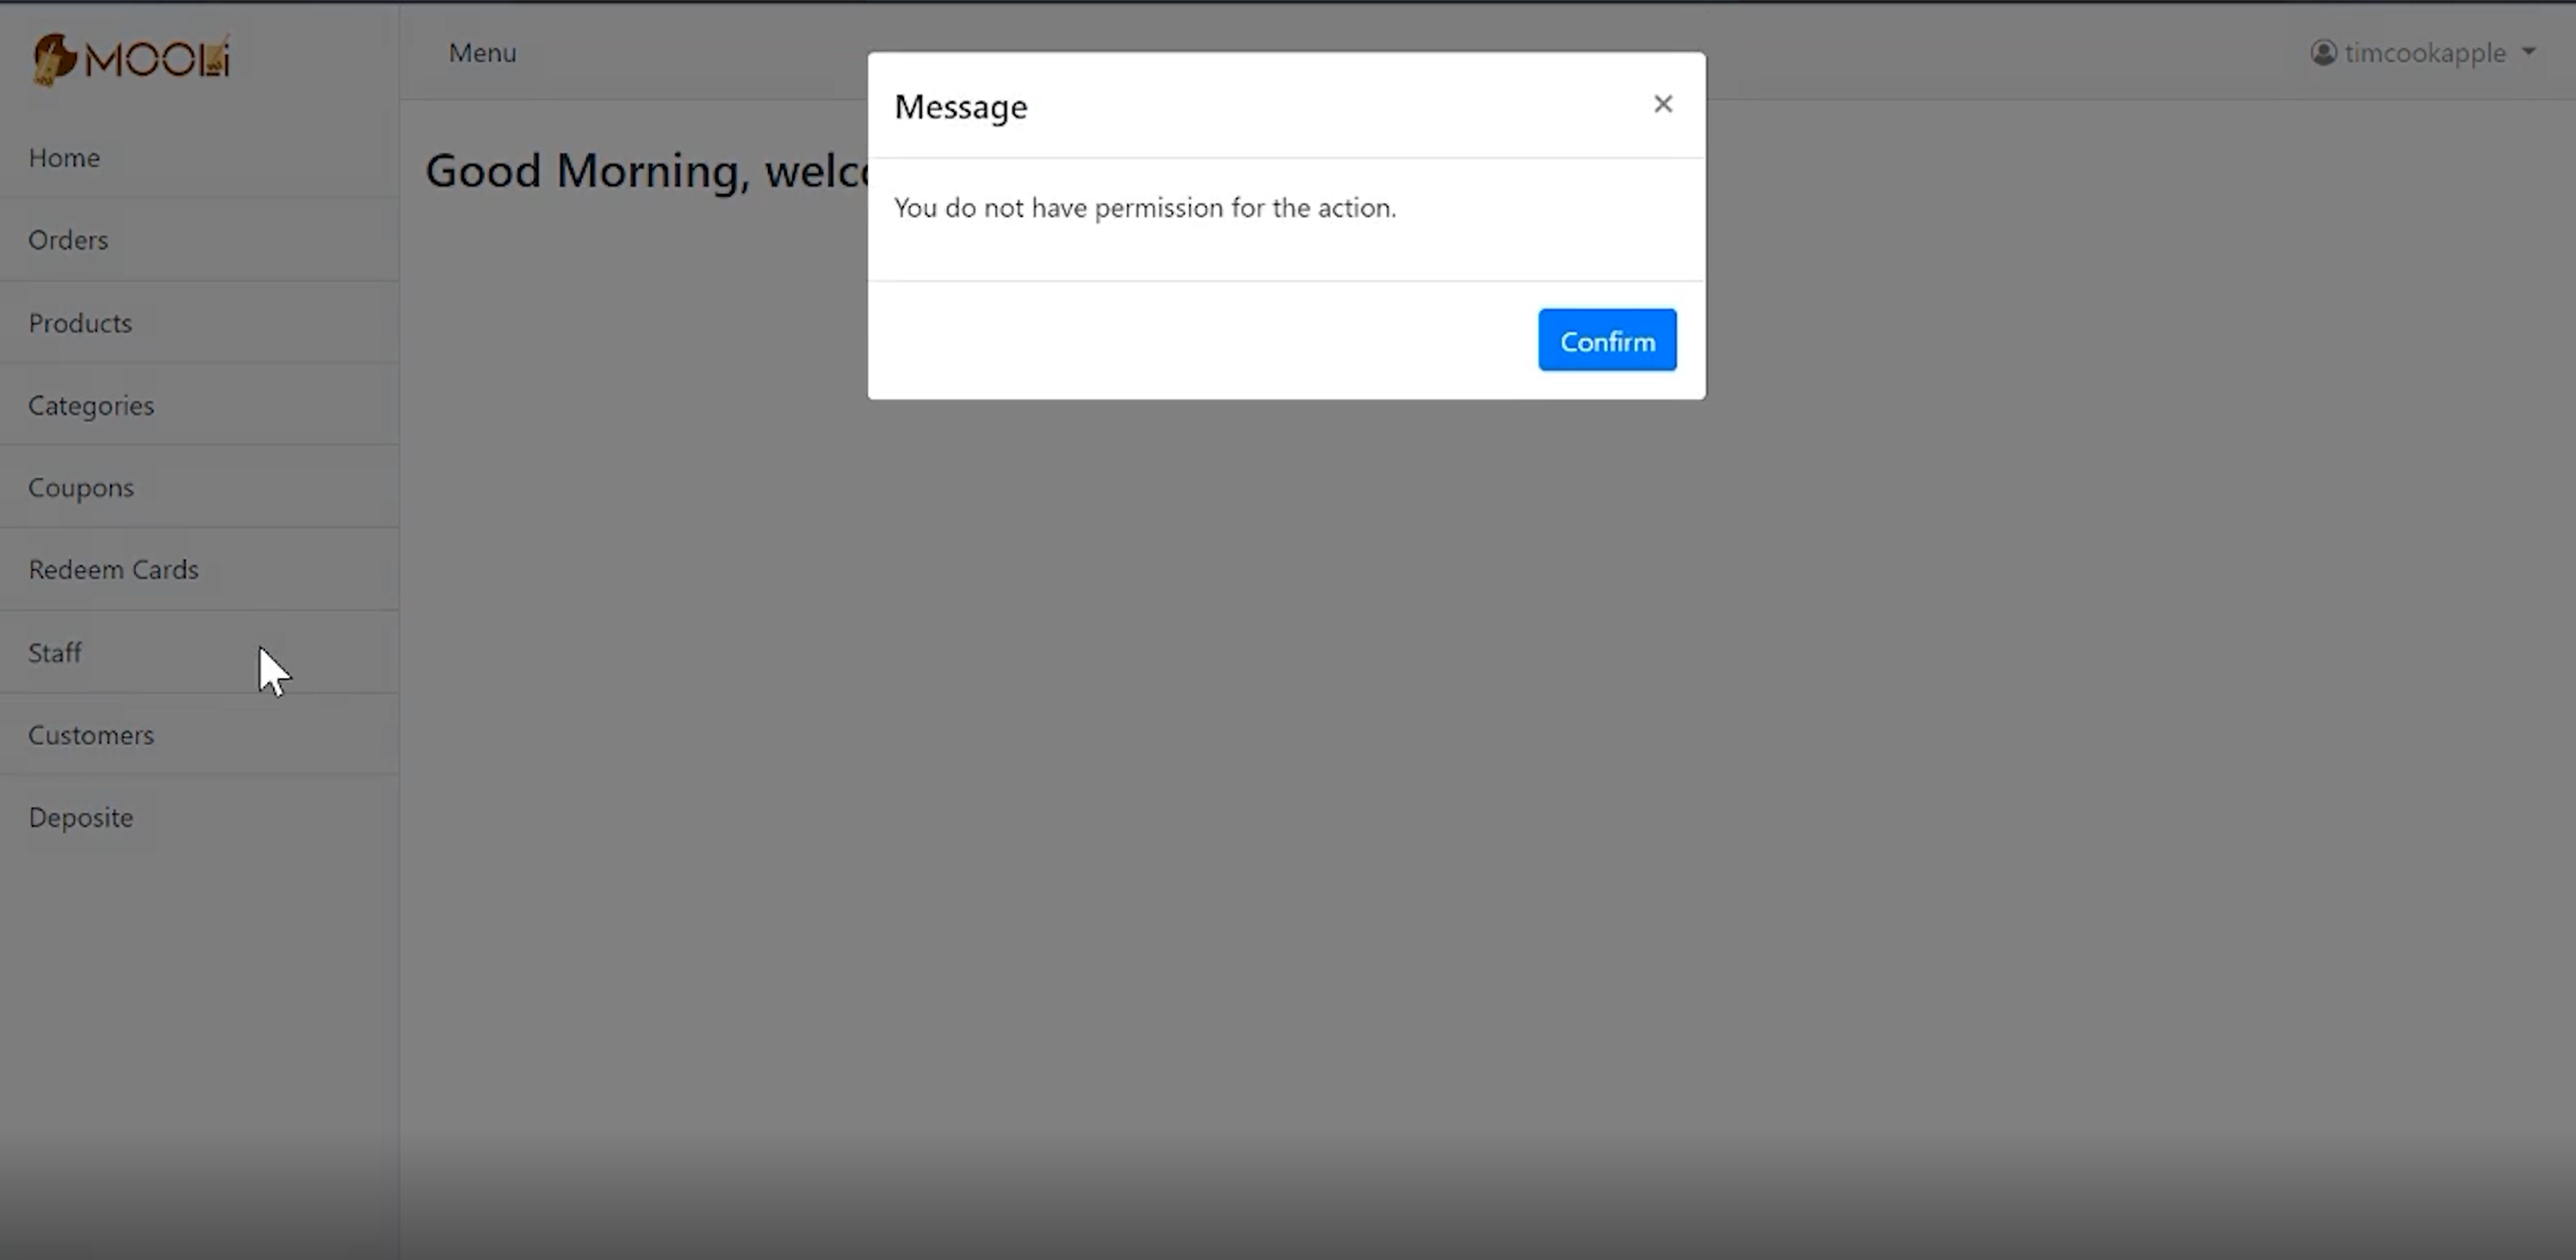 MOOLi
Menu
timcookapple
Message
×
You do not have permission for the action.
Confirm
Good Morning, welc
Home
Orders
Products
Categories
Coupons
Redeem Cards
Staff
Customers
Deposite